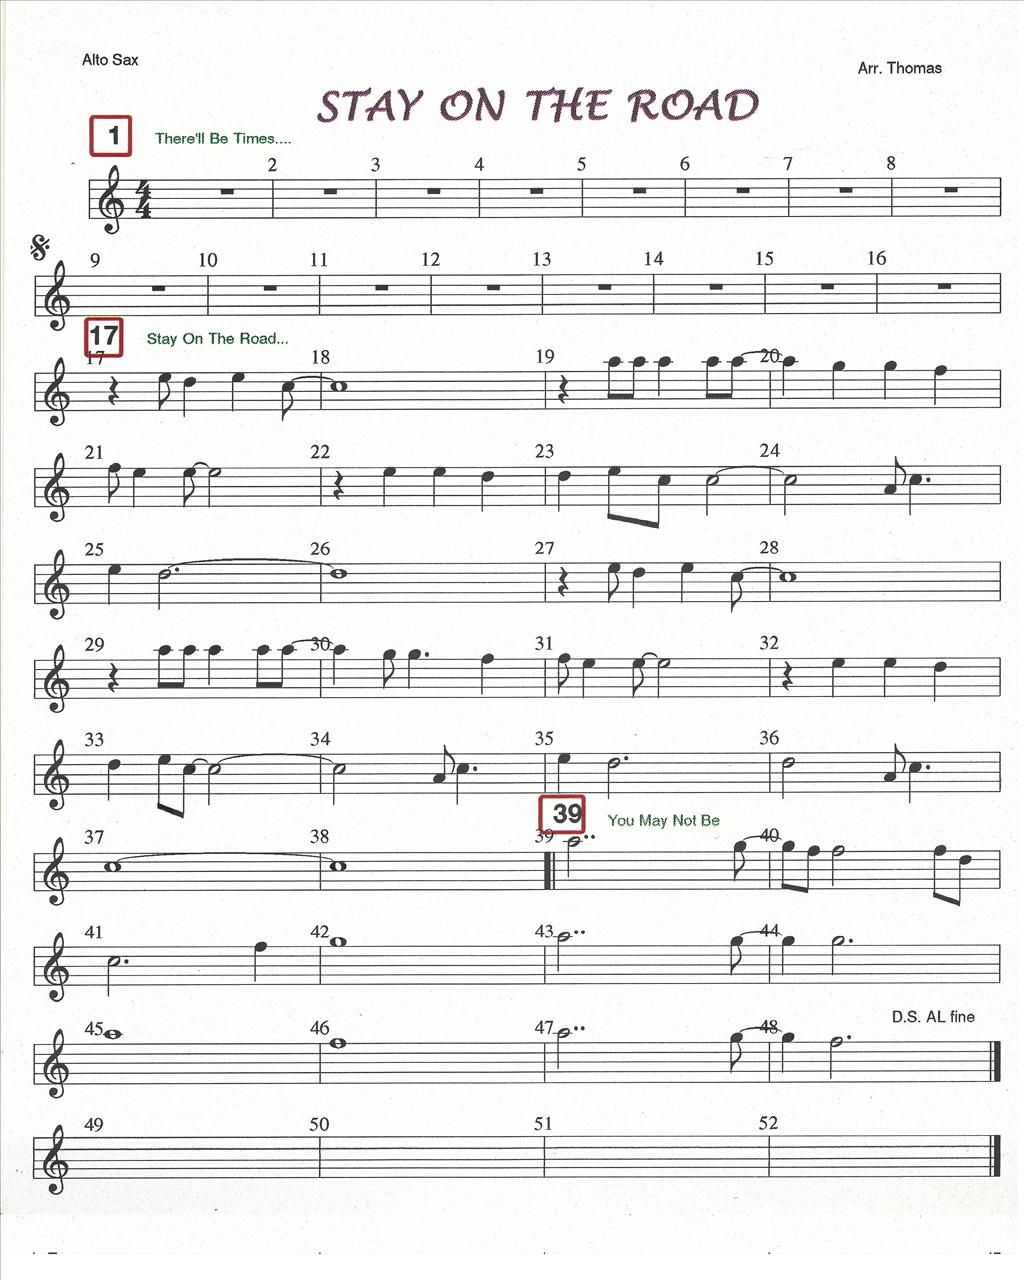 Alto Sax
Arr. Thomas
STAY ON THE ROAD
1 There'll Be Times....
2 3 4 5 6 7 8
4
4
9 10 11 12 13 14 15 16
17 Stay On The Road...
17 18 19 20
21 22 23 24
25 26 27 28
29 30 31 32
33 34 35 36
39 You May Not Be
37 38 39 40
41 42 43 44
D.S. AL fine
45 46 47 48
49 50 51 52